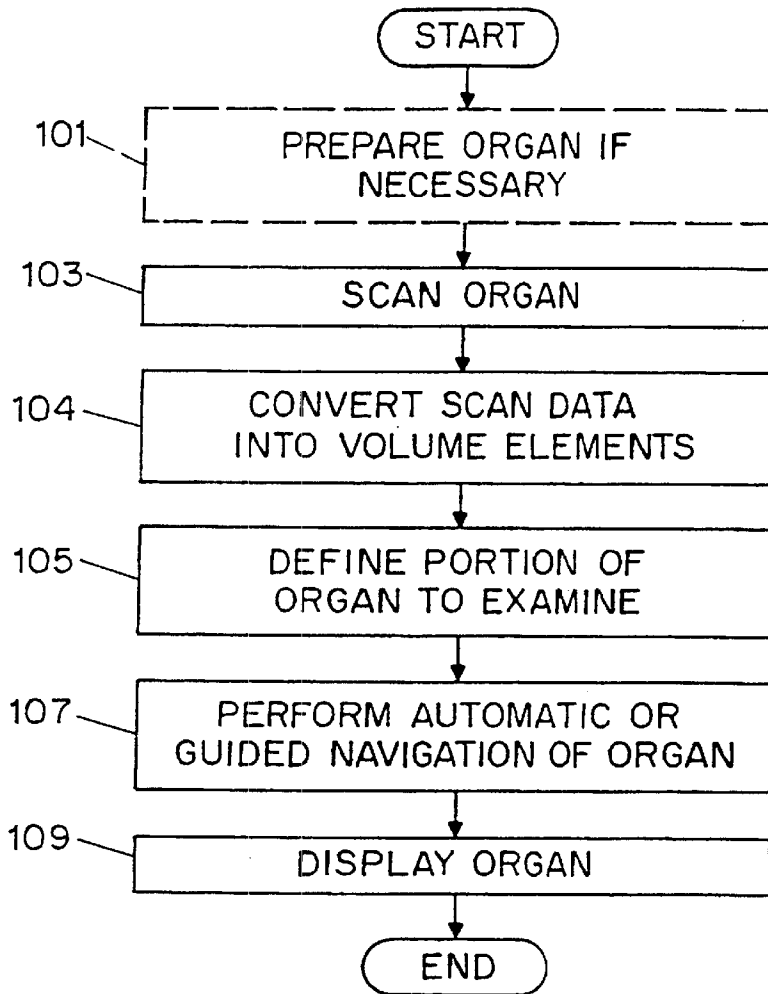 START
101
PREPARE ORGAN IF
NECESSARY
103
SCAN ORGAN
104
CONVERT SCAN DATA
INTO VOLUME ELEMENTS
105
DEFINE PORTION OF
ORGAN TO EXAMINE
107
PERFORM AUTOMATIC OR
GUIDED NAVIGATION OF ORGAN
109
DISPLAY ORGAN
END